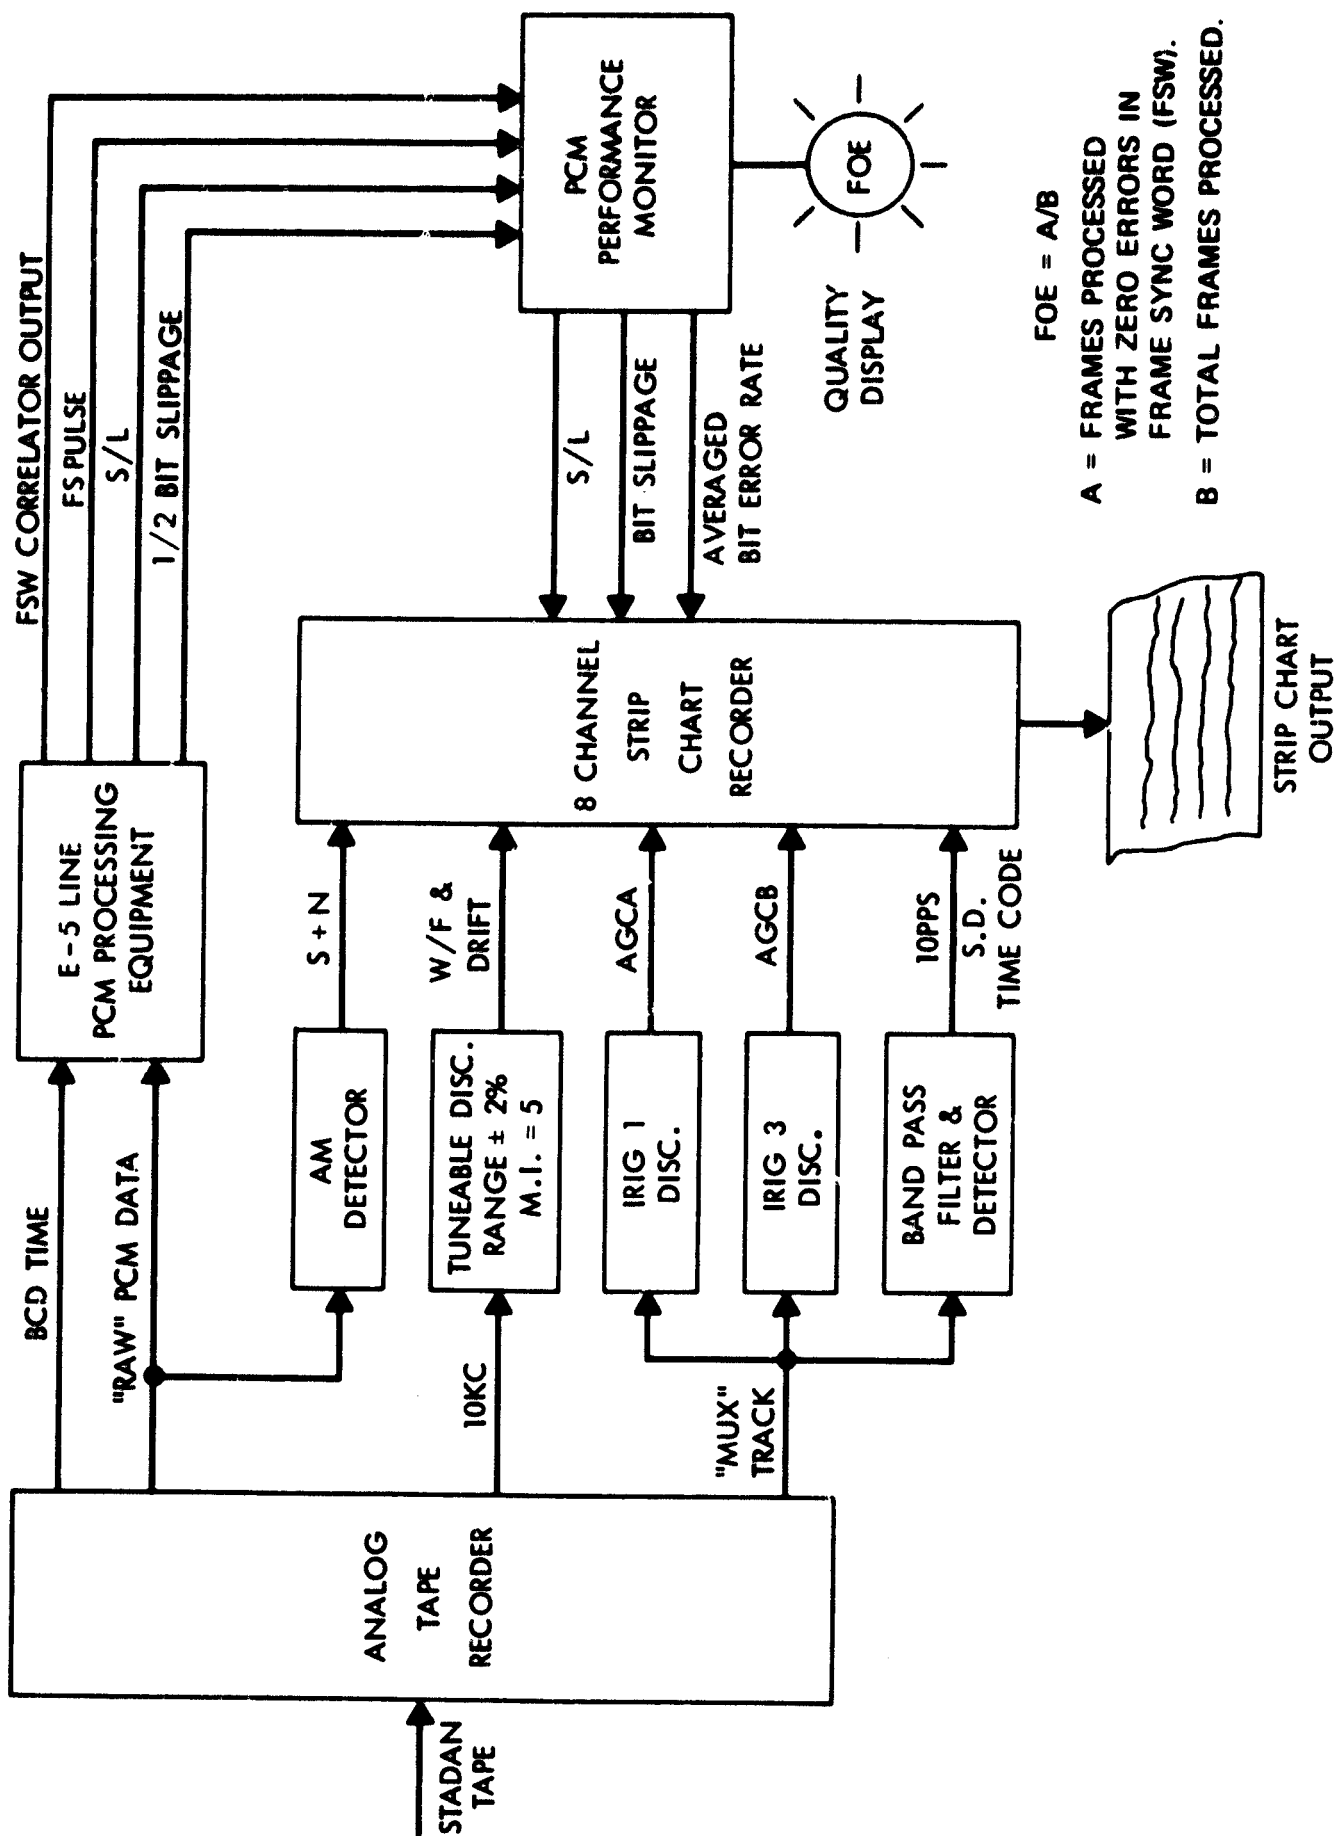 STADAN
TAPE
ANALOG
TAPE
RECORDER
BCD TIME
"RAW" PCM DATA
10KC
"MUX"
TRACK
E-5 LINE
PCM PROCESSING
EQUIPMENT
AM
DETECTOR
TUNEABLE DISC.
RANGE ± 2%
M.I. = 5
IRIG 1
DISC.
IRIG 3
DISC.
BAND PASS
FILTER &
DETECTOR
S + N
W/F &
DRIFT
AGCA
AGCB
10PPS
S.D.
TIME CODE
8 CHANNEL
STRIP
CHART
RECORDER
FSW CORRELATOR OUTPUT
FS PULSE
S/L
1/2 BIT SLIPPAGE
S/L
BIT SLIPPAGE
AVERAGED
BIT ERROR RATE
PCM
PERFORMANCE
MONITOR
FOE
QUALITY
DISPLAY
STRIP CHART
OUTPUT
FOE = A/B
A = FRAMES PROCESSED
WITH ZERO ERRORS IN
FRAME SYNC WORD (FSW).
B = TOTAL FRAMES PROCESSED.